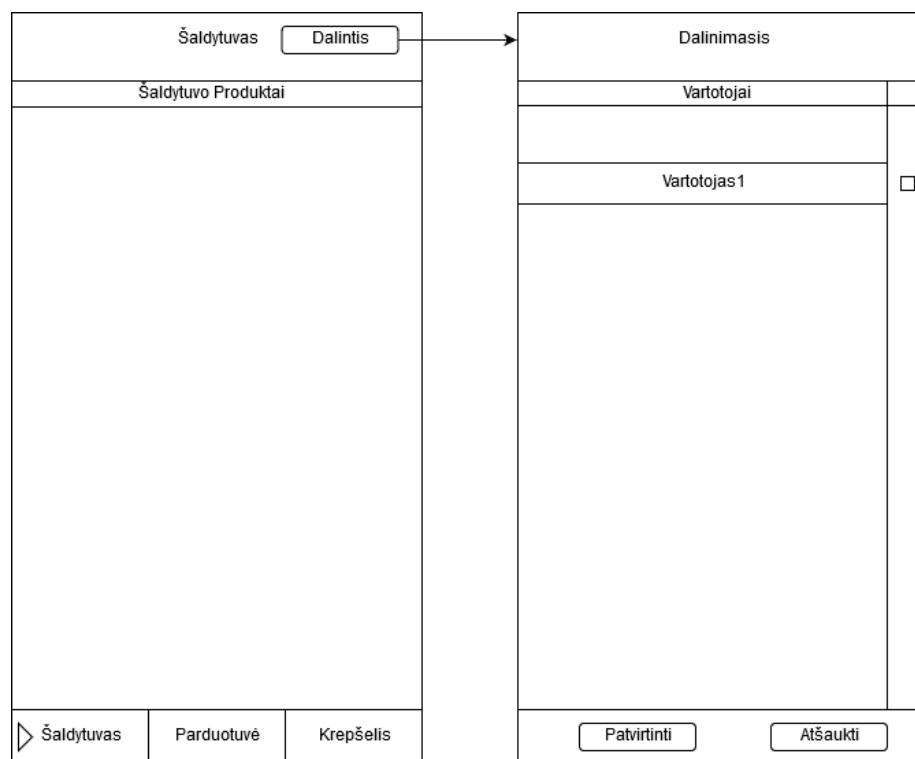 Šaldytuvas
Dalintis
Šaldytuvo Produktai
Šaldytuvas
Parduotuvė
Krepšelis
Dalinimasis
Vartotojai
Vartotojas1
Patvirtinti
Atšaukti